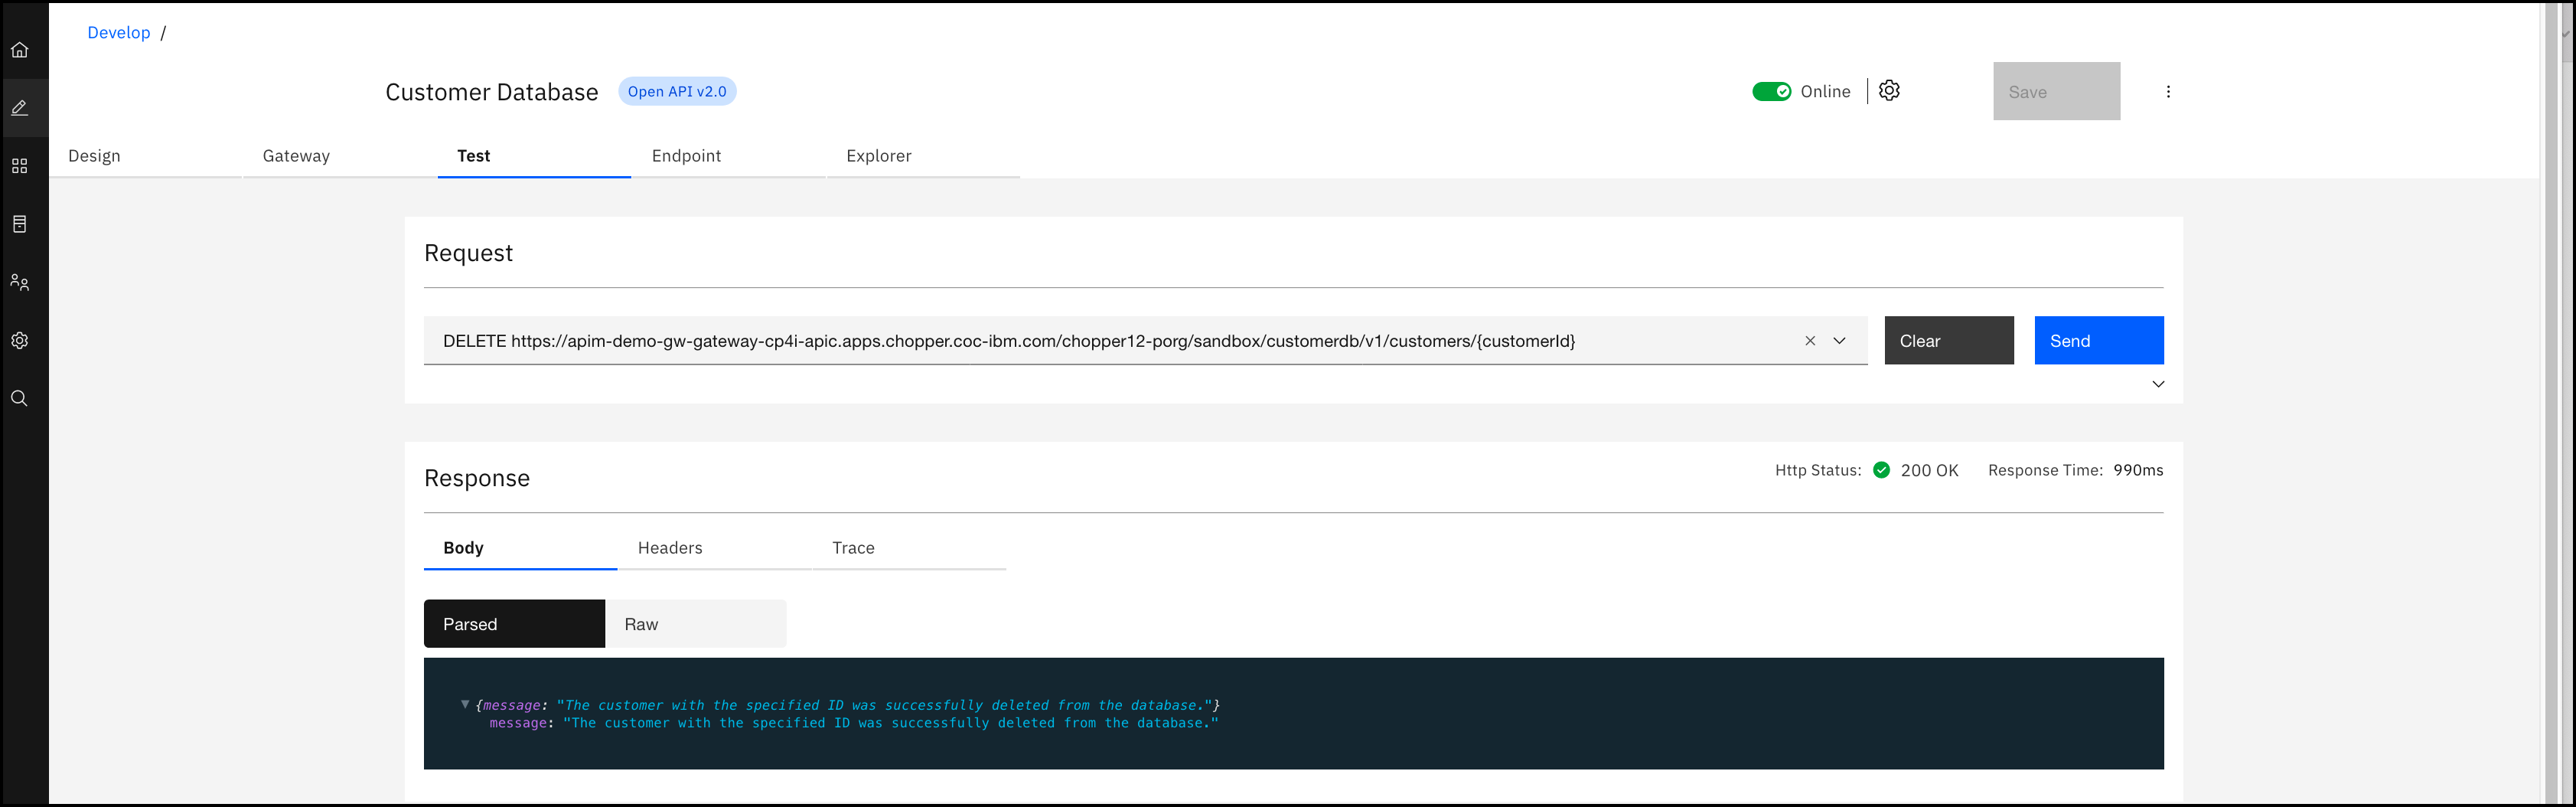 Develop /
Customer Database Open API v2.0 Online Save
Design Gateway Test Endpoint Explorer
Request
DELETE https://apim-demo-gw-gateway-cp4i-apic.apps.chopper.coc-ibm.com/chopper12-porg/sandbox/customerdb/v1/customers/{customerId} Clear Send
Response Http Status: 200 OK Response Time: 990ms
Body Headers Trace
Parsed Raw
{message: "The customer with the specified ID was successfully deleted from the database."}
message: "The customer with the specified ID was successfully deleted from the database."